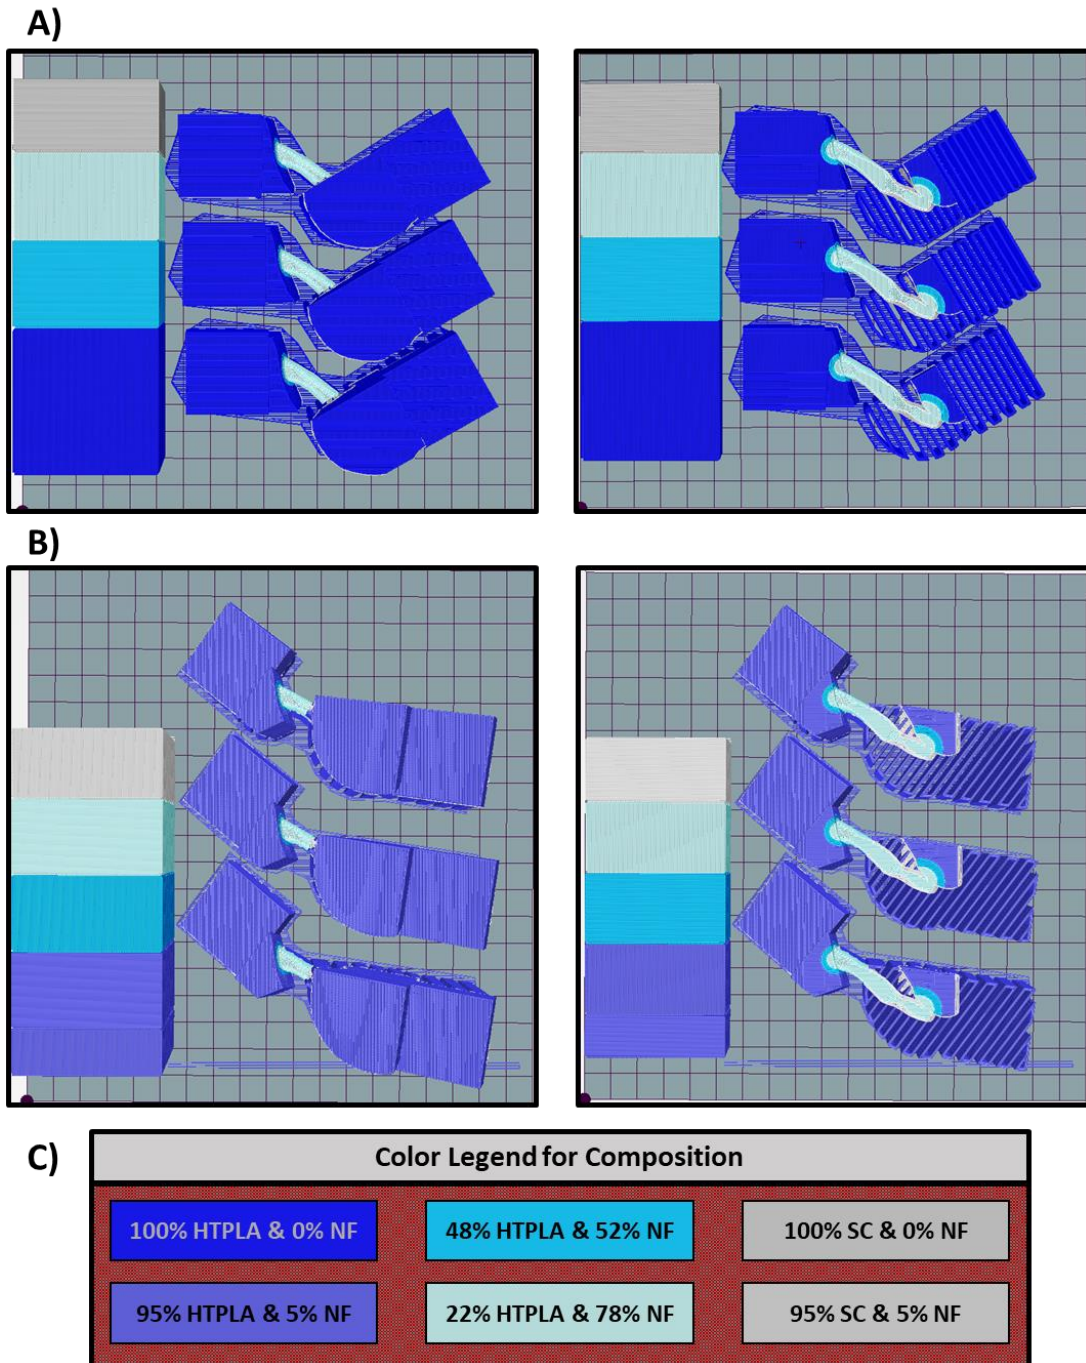 A)
B)
C)
Color Legend for Composition
100% HTPLA & 0% NF
48% HTPLA & 52% NF
100% SC & 0% NF
95% HTPLA & 5% NF
22% HTPLA & 78% NF
95% SC & 5% NF